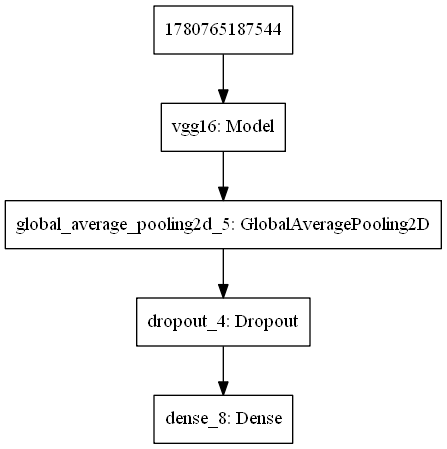 1780765187544
vgg16: Model
global_average_pooling2d_5: GlobalAveragePooling2D
dropout_4: Dropout
dense_8: Dense